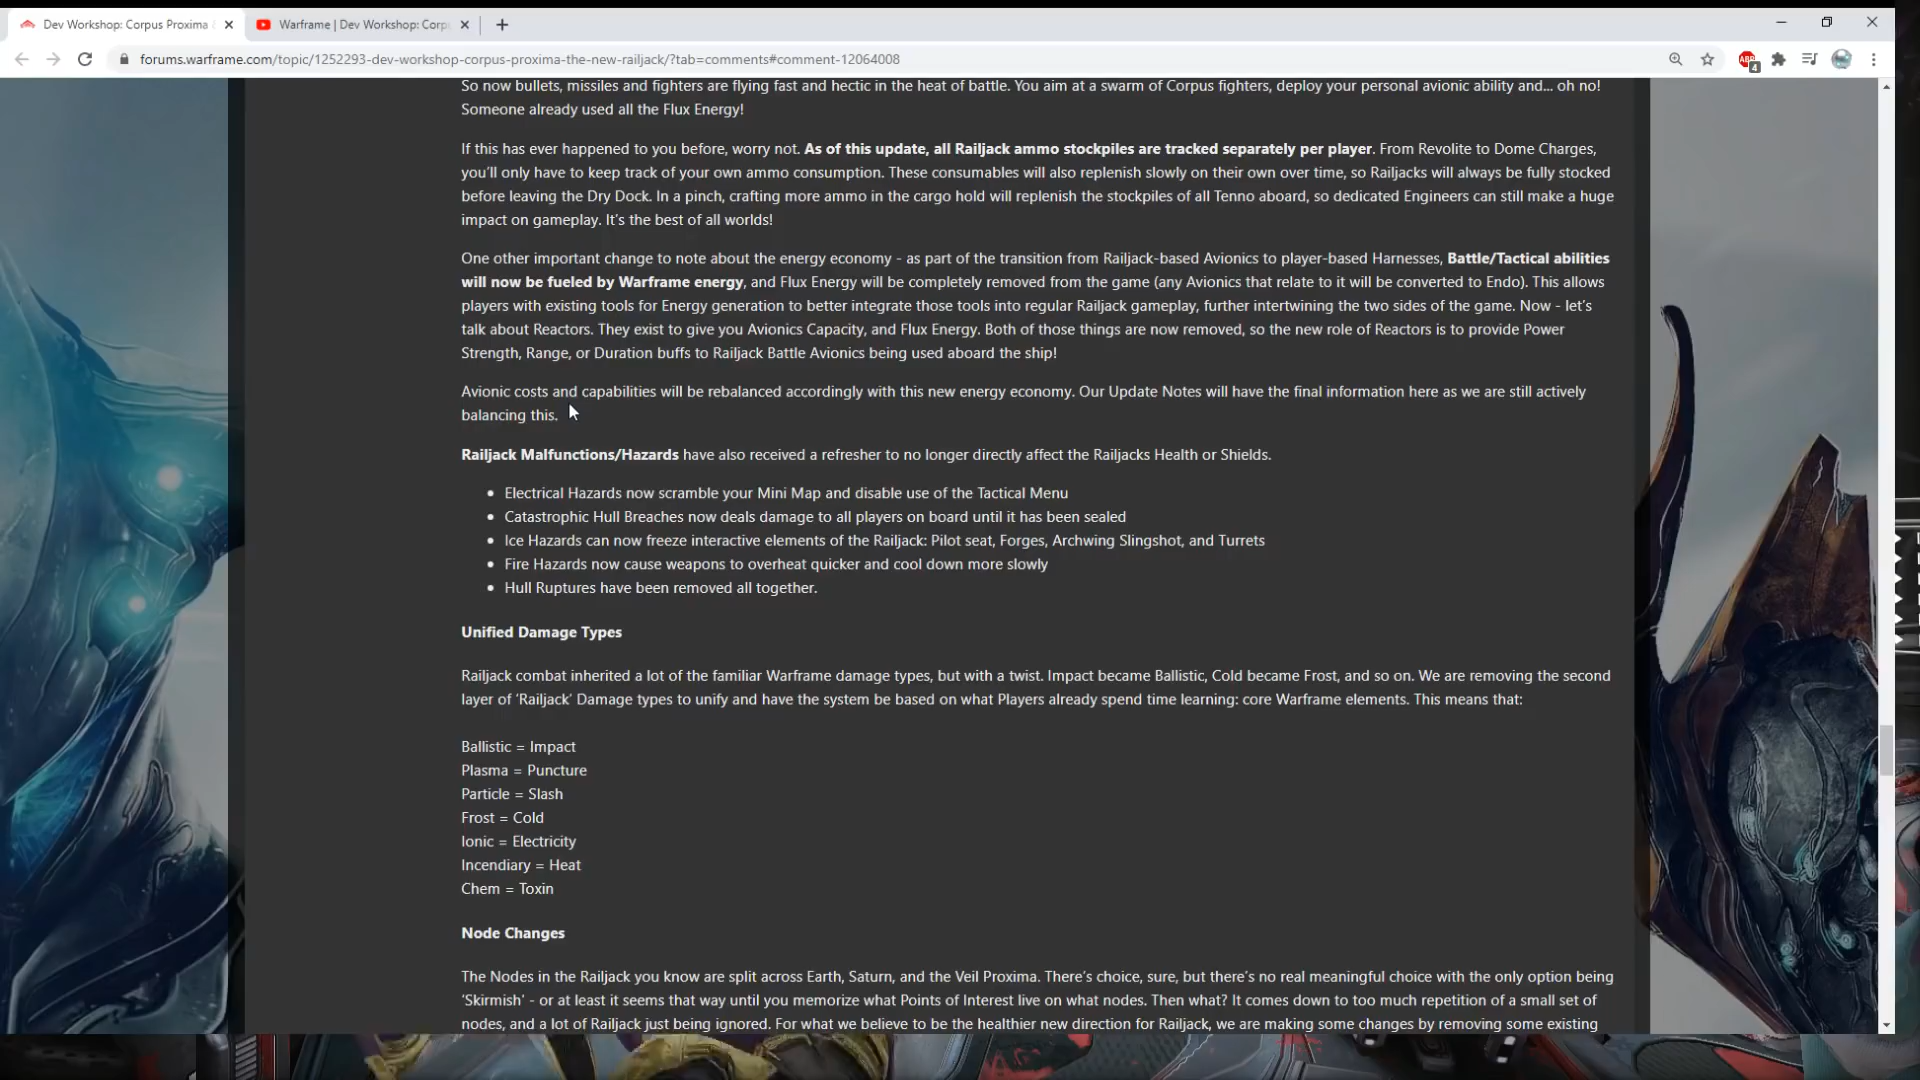 Dev Workshop: Corpus Proxima
Warframe | Dev Workshop: Corp
forums.warframe.com/topic/1252293-dev-workshop-corpus-proxima-the-new-railjack/?tab=comments#comment-12064008
ABP
4
So now bullets, missiles and fighters are flying fast and hectic in the heat of battle. You aim at a swarm of Corpus fighters, deploy your personal avionic ability and... oh no!
Someone already used all the Flux Energy!
If this has ever happened to you before, worry not. As of this update, all Railjack ammo stockpiles are tracked separately per player. From Revolite to Dome Charges,
you'll only have to keep track of your own ammo consumption. These consumables will also replenish slowly on their own over time, so Railjacks will always be fully stocked
before leaving the Dry Dock. In a pinch, crafting more ammo in the cargo hold will replenish the stockpiles of all Tenno aboard, so dedicated Engineers can still make a huge
impact on gameplay. It's the best of all worlds!
One other important change to note about the energy economy - as part of the transition from Railjack-based Avionics to player-based Harnesses, Battle/Tactical abilities
will now be fueled by Warframe energy, and Flux Energy will be completely removed from the game (any Avionics that relate to it will be converted to Endo). This allows
players with existing tools for Energy generation to better integrate those tools into regular Railjack gameplay, further intertwining the two sides of the game. Now - let's
talk about Reactors. They exist to give you Avionics Capacity, and Flux Energy. Both of those things are now removed, so the new role of Reactors is to provide Power
Strength, Range, or Duration buffs to Railjack Battle Avionics being used aboard the ship!
Avionic costs and capabilities will be rebalanced accordingly with this new energy economy. Our Update Notes will have the final information here as we are still actively
balancing this.
Railjack Malfunctions/Hazards have also received a refresher to no longer directly affect the Railjacks Health or Shields.
• Electrical Hazards now scramble your Mini Map and disable use of the Tactical Menu
• Catastrophic Hull Breaches now deals damage to all players on board until it has been sealed
• Ice Hazards can now freeze interactive elements of the Railjack: Pilot seat, Forges, Archwing Slingshot, and Turrets
• Fire Hazards now cause weapons to overheat quicker and cool down more slowly
• Hull Ruptures have been removed all together.
Unified Damage Types
Railjack combat inherited a lot of the familiar Warframe damage types, but with a twist. Impact became Ballistic, Cold became Frost, and so on. We are removing the second
layer of 'Railjack' Damage types to unify and have the system be based on what Players already spend time learning: core Warframe elements. This means that:
Ballistic = Impact
Plasma = Puncture
Particle = Slash
Frost = Cold
Ionic = Electricity
Incendiary = Heat
Chem = Toxin
Node Changes
The Nodes in the Railjack you know are split across Earth, Saturn, and the Veil Proxima. There's choice, sure, but there's no real meaningful choice with the only option being
'Skirmish' - or at least it seems that way until you memorize what Points of Interest live on what nodes. Then what? It comes down to too much repetition of a small set of
nodes, and a lot of Railjack just being ignored. For what we believe to be the healthier new direction for Railjack, we are making some changes by removing some existing